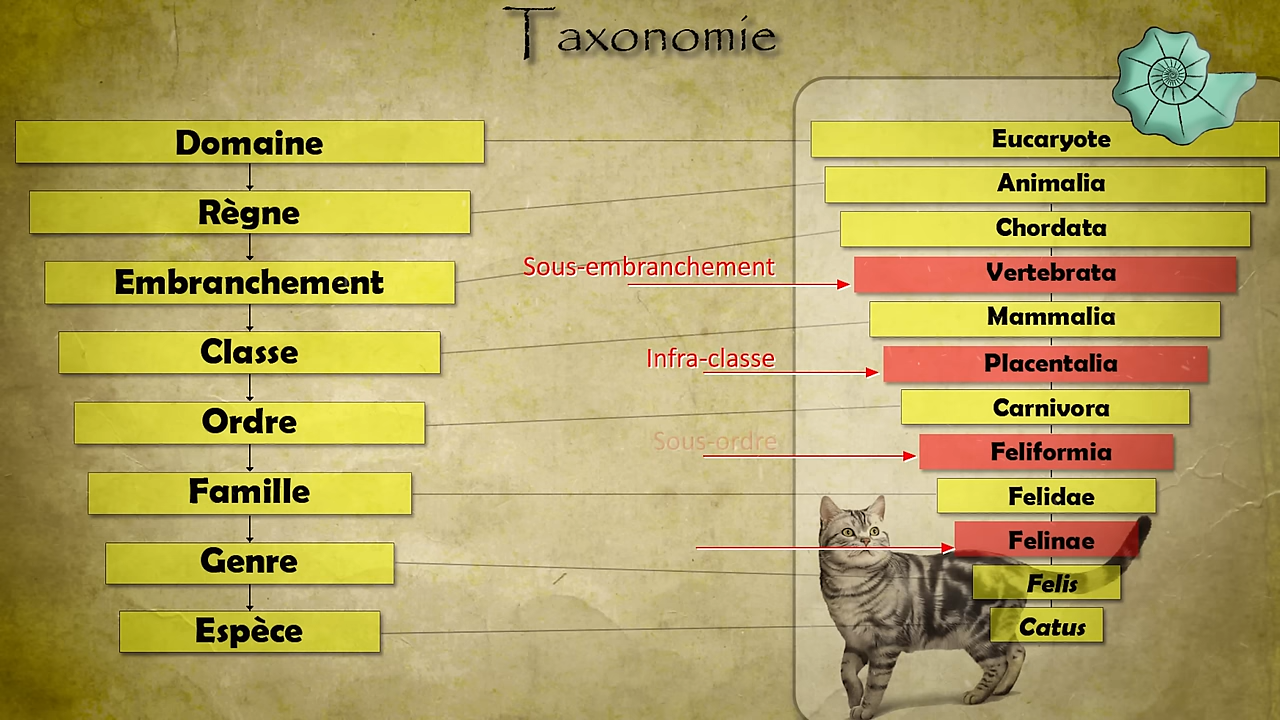 Taxonomie
Domaine
Règne
Embranchement
Classe
Ordre
Famille
Genre
Espèce
Sous-embranchement
Infra-classe
Sous-ordre
Eucaryote
Animalia
Chordata
Vertebrata
Mammalia
Placentalia
Carnivora
Feliformia
Felidae
Felinae
Felis
Catus